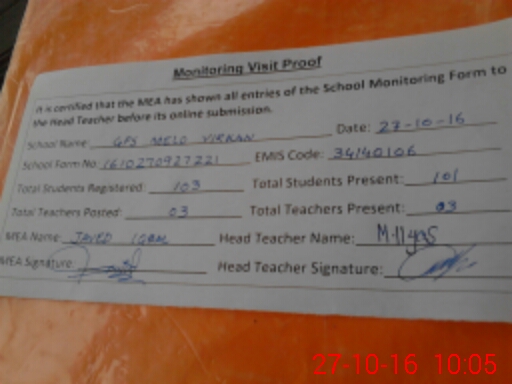 Monitoring Visit Proof
It is certified that the MEA has shown all entries of the School Monitoring Form to
the Head Teacher before its online submission.
School Name: GPS MELO VIRKAN Date: 27-10-16
School Form No: 1610270927221 EMIS Code: 34140106
Total Students Registered: 103 Total Students Present: 101
Total Teachers Posted: 03 Total Teachers Present: 03
MEA Name: JAVED IQBAL Head Teacher Name: M.Ilyas
MEA Signature: Head Teacher Signature:
27-10-16 10:05